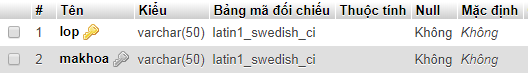 # Tên Kiểu Bảng mã đối chiếu Thuộc tính Null Mặc định
1 lop varchar(50) latin1_swedish_ci Không Không
2 makhoa varchar(50) latin1_swedish_ci Không Không